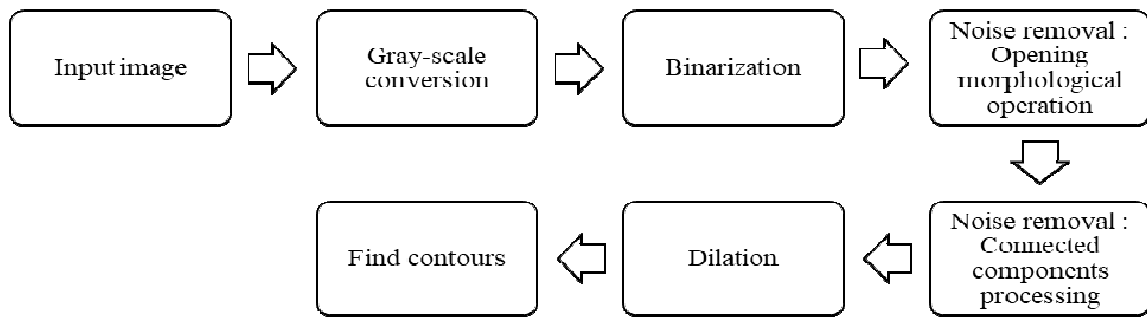 Input image
Gray-scale
conversion
Binarization
Noise removal :
Opening
morphological
operation
Noise removal :
Connected
components
processing
Dilation
Find contours